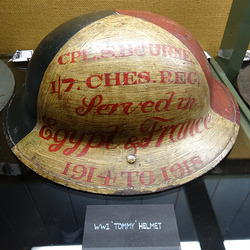 CPL.S.BOURNE.
1/7. CHES. REG.
Served in
Egypt & France
1914 TO 1918
WW1 'TOMMY' HELMET